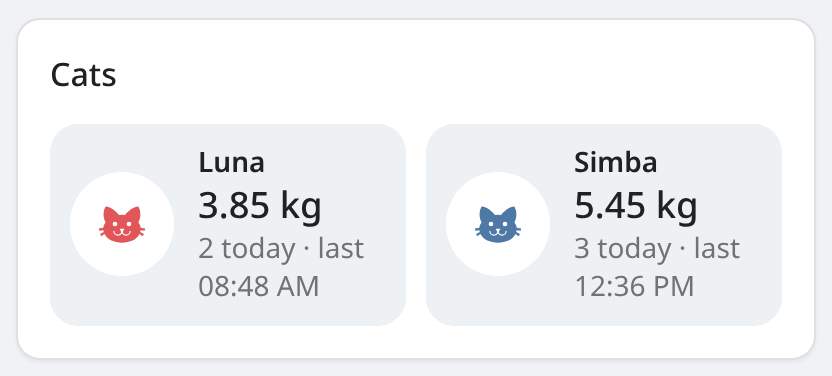 Cats
Luna
3.85 kg
2 today · last
08:48 AM
Simba
5.45 kg
3 today · last
12:36 PM